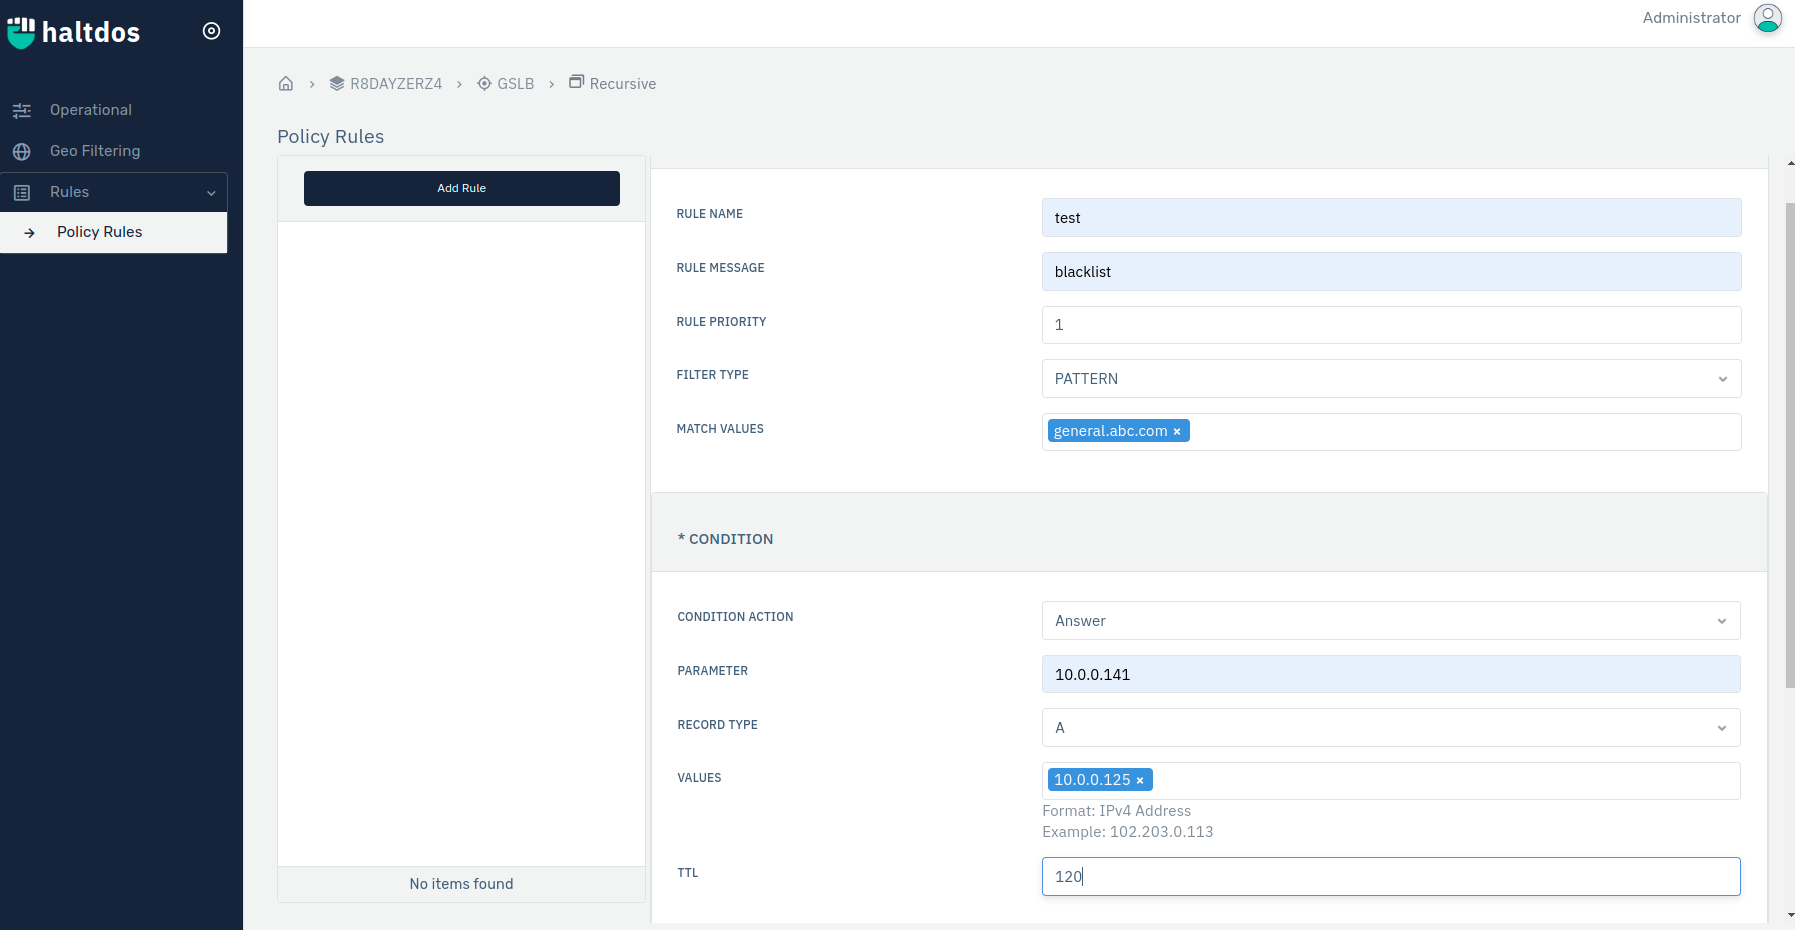 haltdos
Administrator
Operational
Geo Filtering
Rules
Policy Rules
R8DAYZERZ4
GSLB
Recursive
Policy Rules
Add Rule
No items found
RULE NAME
test
RULE MESSAGE
blacklist
RULE PRIORITY
1
FILTER TYPE
PATTERN
MATCH VALUES
general.abc.com ×
* CONDITION
CONDITION ACTION
Answer
PARAMETER
10.0.0.141
RECORD TYPE
A
VALUES
10.0.0.125 ×
Format: IPv4 Address
Example: 102.203.0.113
TTL
120